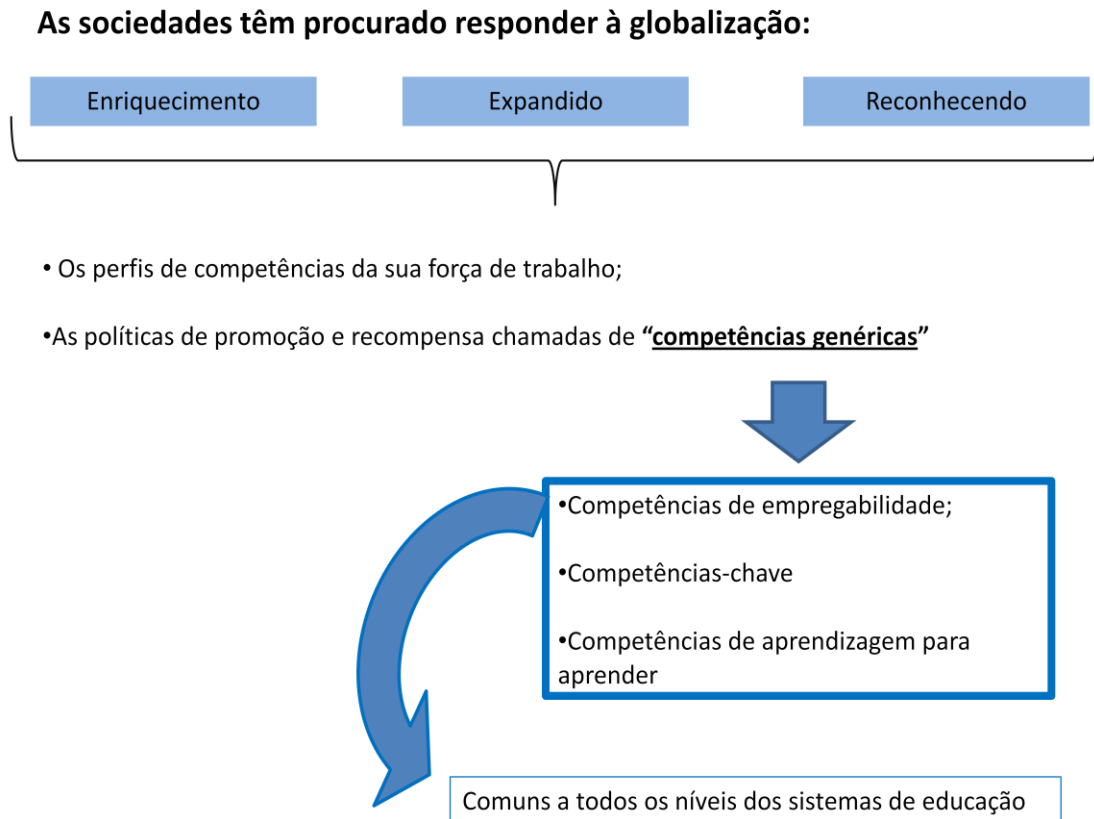 As sociedades têm procurado responder à globalização:
Enriquecimento
Expandido
Reconhecendo
• Os perfis de competências da sua força de trabalho;
•As políticas de promoção e recompensa chamadas de “competências genéricas”
•Competências de empregabilidade;
•Competências-chave
•Competências de aprendizagem para
aprender
Comuns a todos os níveis dos sistemas de educação